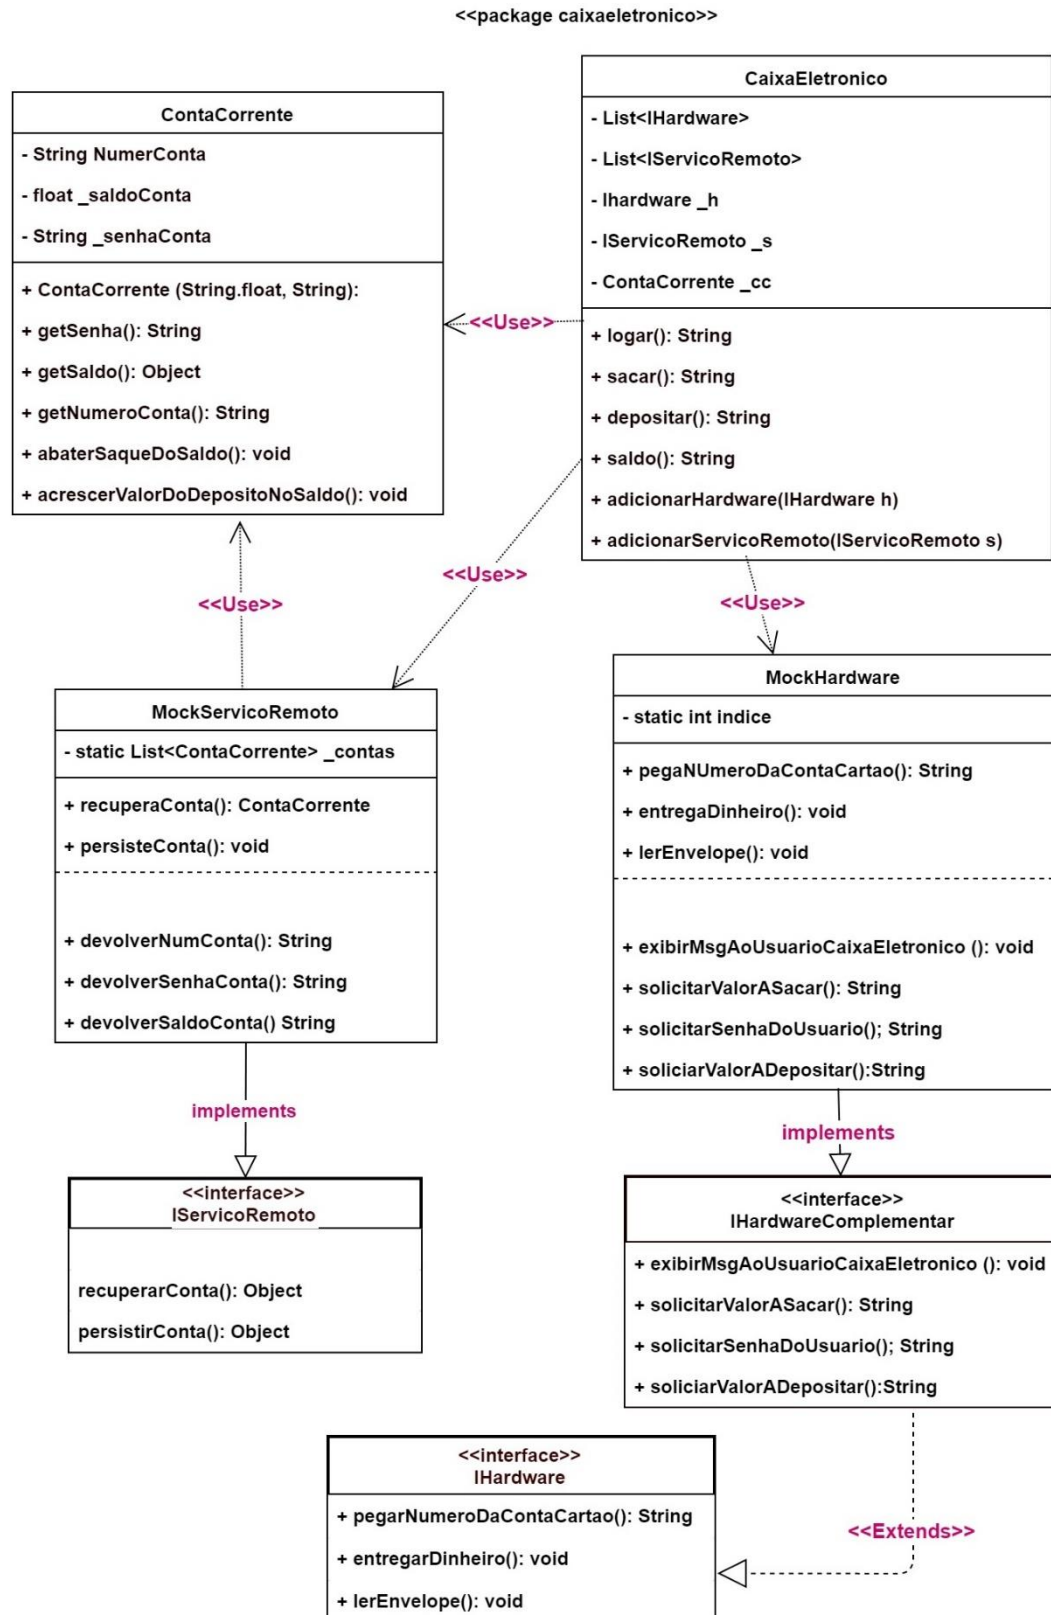 <<package caixaeletronico>>
ContaCorrente
- String NumerConta
- float _saldoConta
- String _senhaConta
+ ContaCorrente (String.float, String):
+ getSenha(): String
+ getSaldo(): Object
+ getNumeroConta(): String
+ abaterSaqueDoSaldo(): void
+ acrescerValorDoDepositoNoSaldo(): void
CaixaEletronico
- List<IHardware>
- List<IServicoRemoto>
- Ihardware _h
- IServicoRemoto _s
- ContaCorrente _cc
+ logar(): String
+ sacar(): String
+ depositar(): String
+ saldo(): String
+ adicionarHardware(IHardware h)
+ adicionarServicoRemoto(IServicoRemoto s)
<<Use>>
<<Use>>
<<Use>>
<<Use>>
MockServicoRemoto
- static List<ContaCorrente> _contas
+ recuperaConta(): ContaCorrente
+ persisteConta(): void
+ devolverNumConta(): String
+ devolverSenhaConta(): String
+ devolverSaldoConta() String
MockHardware
- static int indice
+ pegaNUmeroDaContaCartao(): String
+ entregaDinheiro(): void
+ lerEnvelope(): void
+ exibirMsgAoUsuarioCaixaEletronico (): void
+ solicitarValorASacar(): String
+ solicitarSenhaDoUsuario(); String
+ soliciarValorADepositar():String
implements
implements
<<interface>>
IServicoRemoto
recuperarConta(): Object
persistirConta(): Object
<<interface>>
IHardwareComplementar
+ exibirMsgAoUsuarioCaixaEletronico (): void
+ solicitarValorASacar(): String
+ solicitarSenhaDoUsuario(); String
+ soliciarValorADepositar():String
<<interface>>
IHardware
+ pegarNumeroDaContaCartao(): String
+ entregarDinheiro(): void
+ lerEnvelope(): void
<<Extends>>